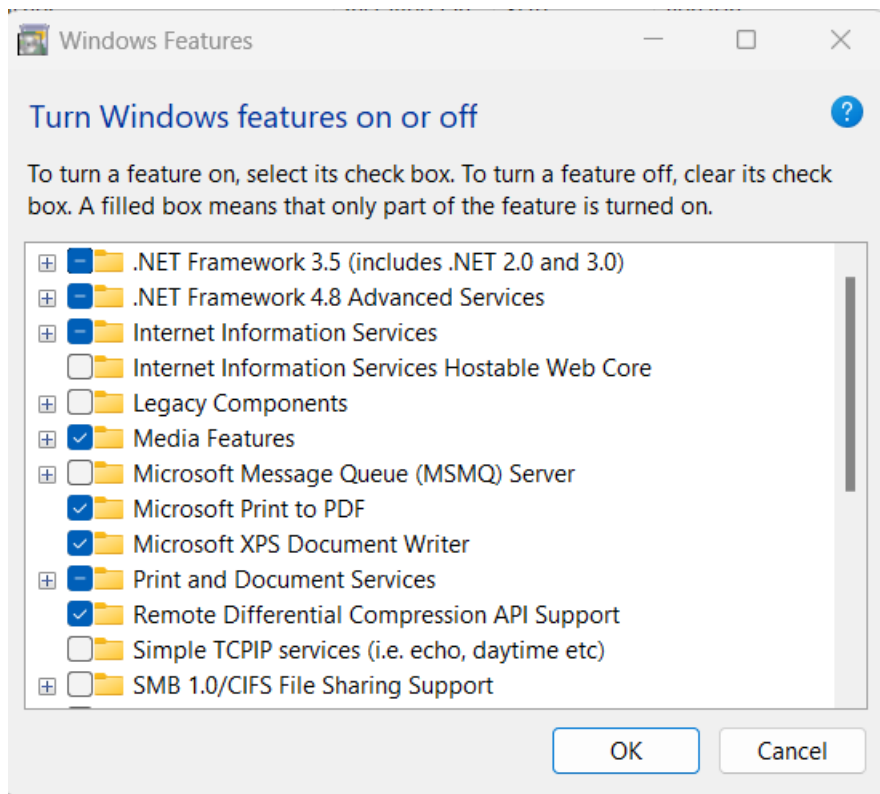 Windows Features
Turn Windows features on or off
To turn a feature on, select its check box. To turn a feature off, clear its check
box. A filled box means that only part of the feature is turned on.
.NET Framework 3.5 (includes .NET 2.0 and 3.0)
.NET Framework 4.8 Advanced Services
Internet Information Services
Internet Information Services Hostable Web Core
Legacy Components
Media Features
Microsoft Message Queue (MSMQ) Server
Microsoft Print to PDF
Microsoft XPS Document Writer
Print and Document Services
Remote Differential Compression API Support
Simple TCPIP services (i.e. echo, daytime etc)
SMB 1.0/CIFS File Sharing Support
OK
Cancel